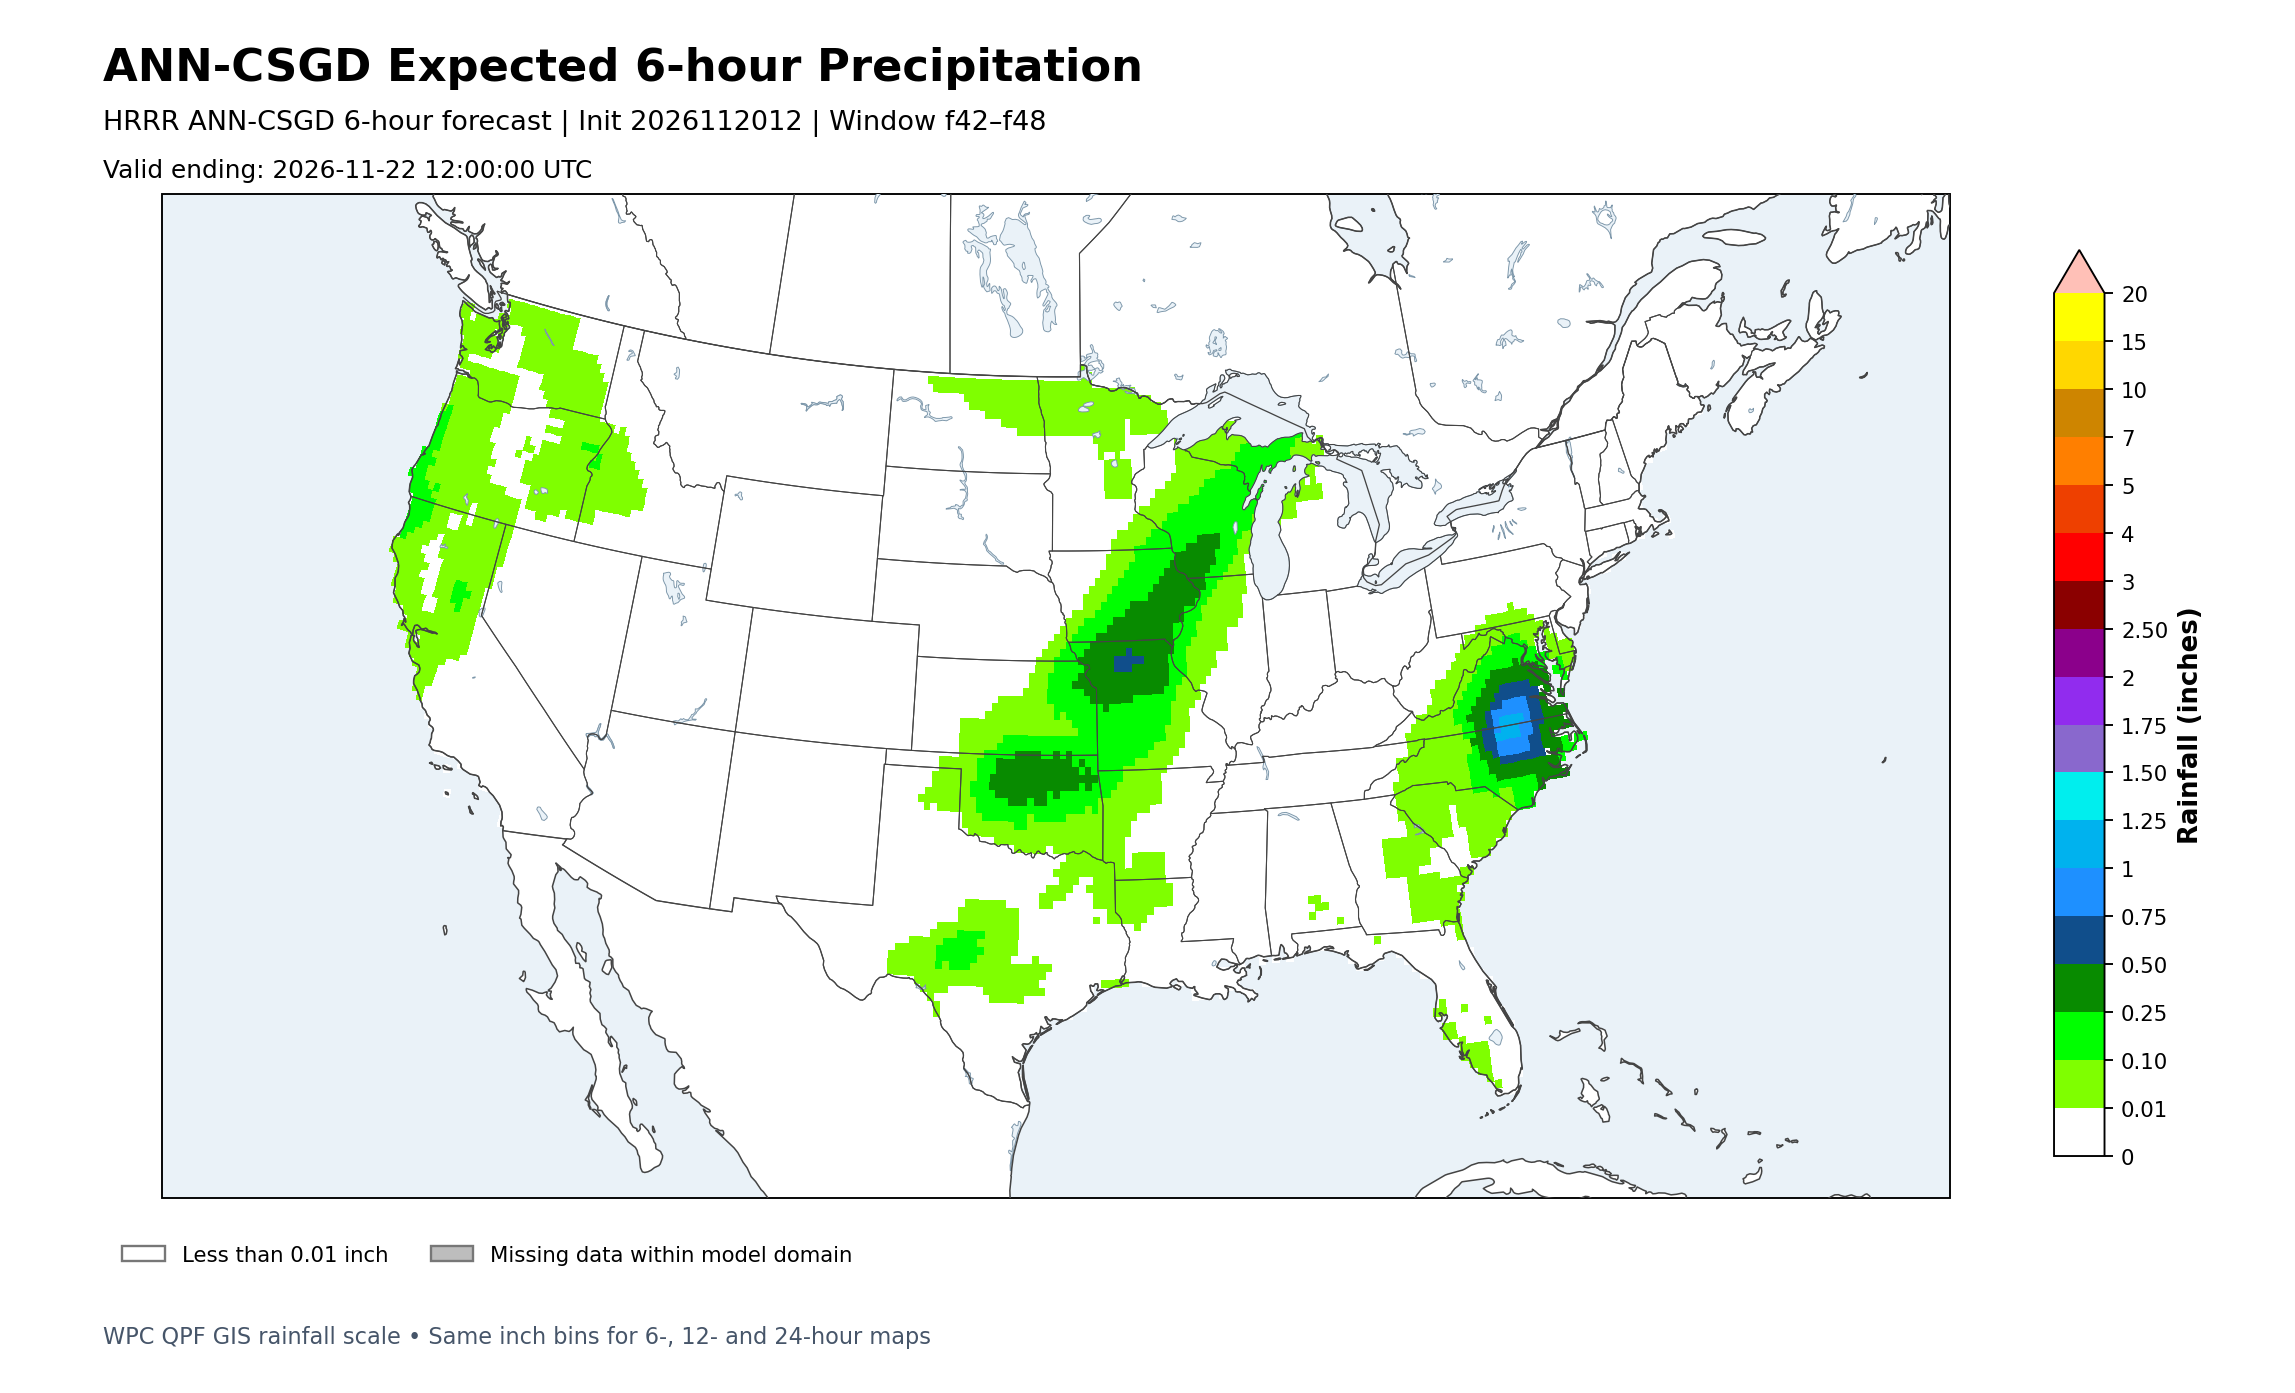 ANN-CSGD Expected 6-hour Precipitation
HRRR ANN-CSGD 6-hour forecast | Init 2026112012 | Window f42–f48
Valid ending: 2026-11-22 12:00:00 UTC
20
15
10
7
5
4
3
2.50
2
1.75
1.50
1.25
1
0.75
0.50
0.25
0.10
0.01
0
Rainfall (inches)
Less than 0.01 inch
Missing data within model domain
WPC QPF GIS rainfall scale • Same inch bins for 6-, 12- and 24-hour maps